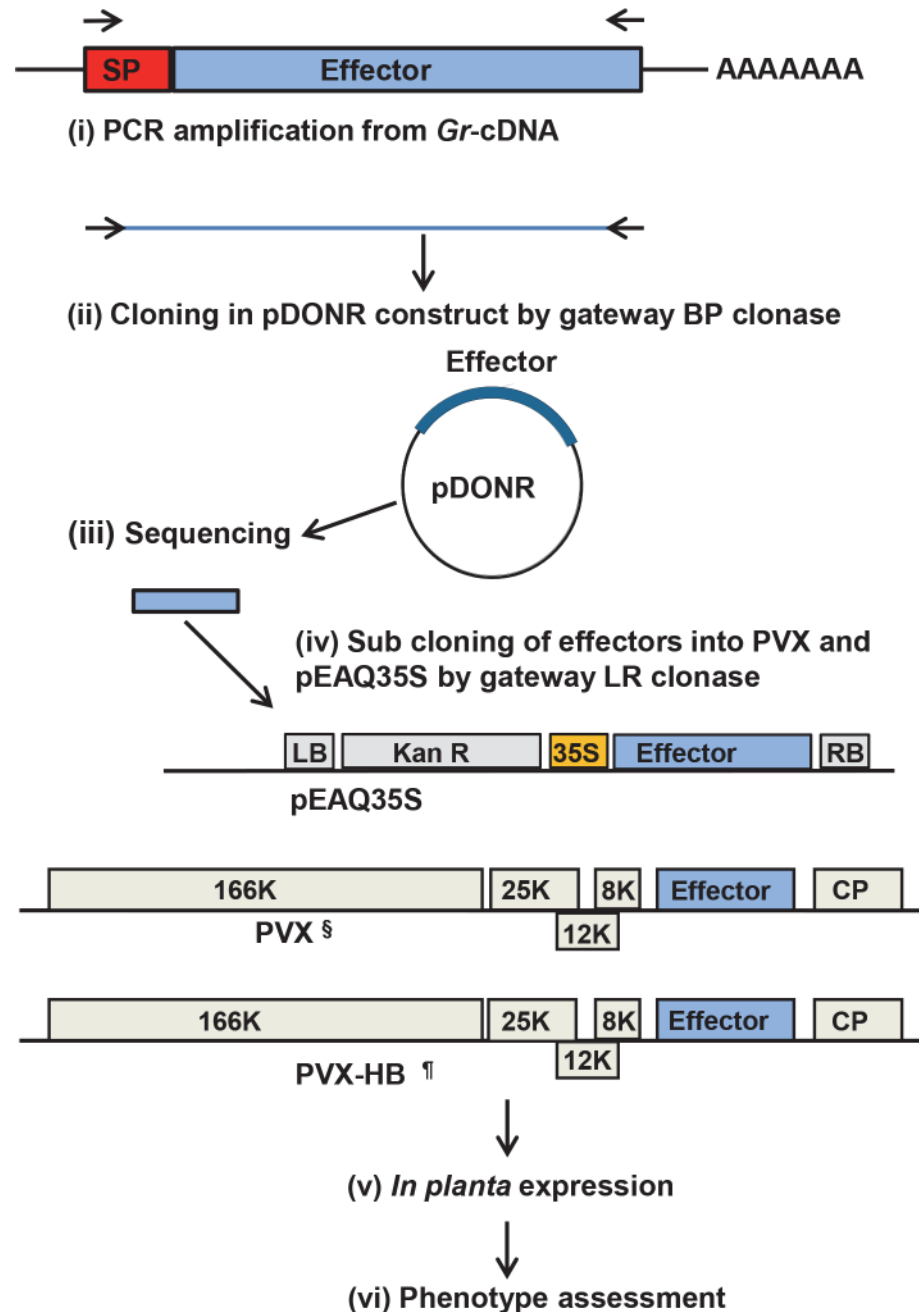 SP Effector AAAAAAA
(i) PCR amplification from Gr-cDNA
(ii) Cloning in pDONR construct by gateway BP clonase
Effector
pDONR
(iii) Sequencing
(iv) Sub cloning of effectors into PVX and
pEAQ35S by gateway LR clonase
LB Kan R 35S Effector RB
pEAQ35S
166K 25K 8K Effector CP
PVX § 12K
166K 25K 8K Effector CP
PVX-HB ¶ 12K
(v) In planta expression
(vi) Phenotype assessment